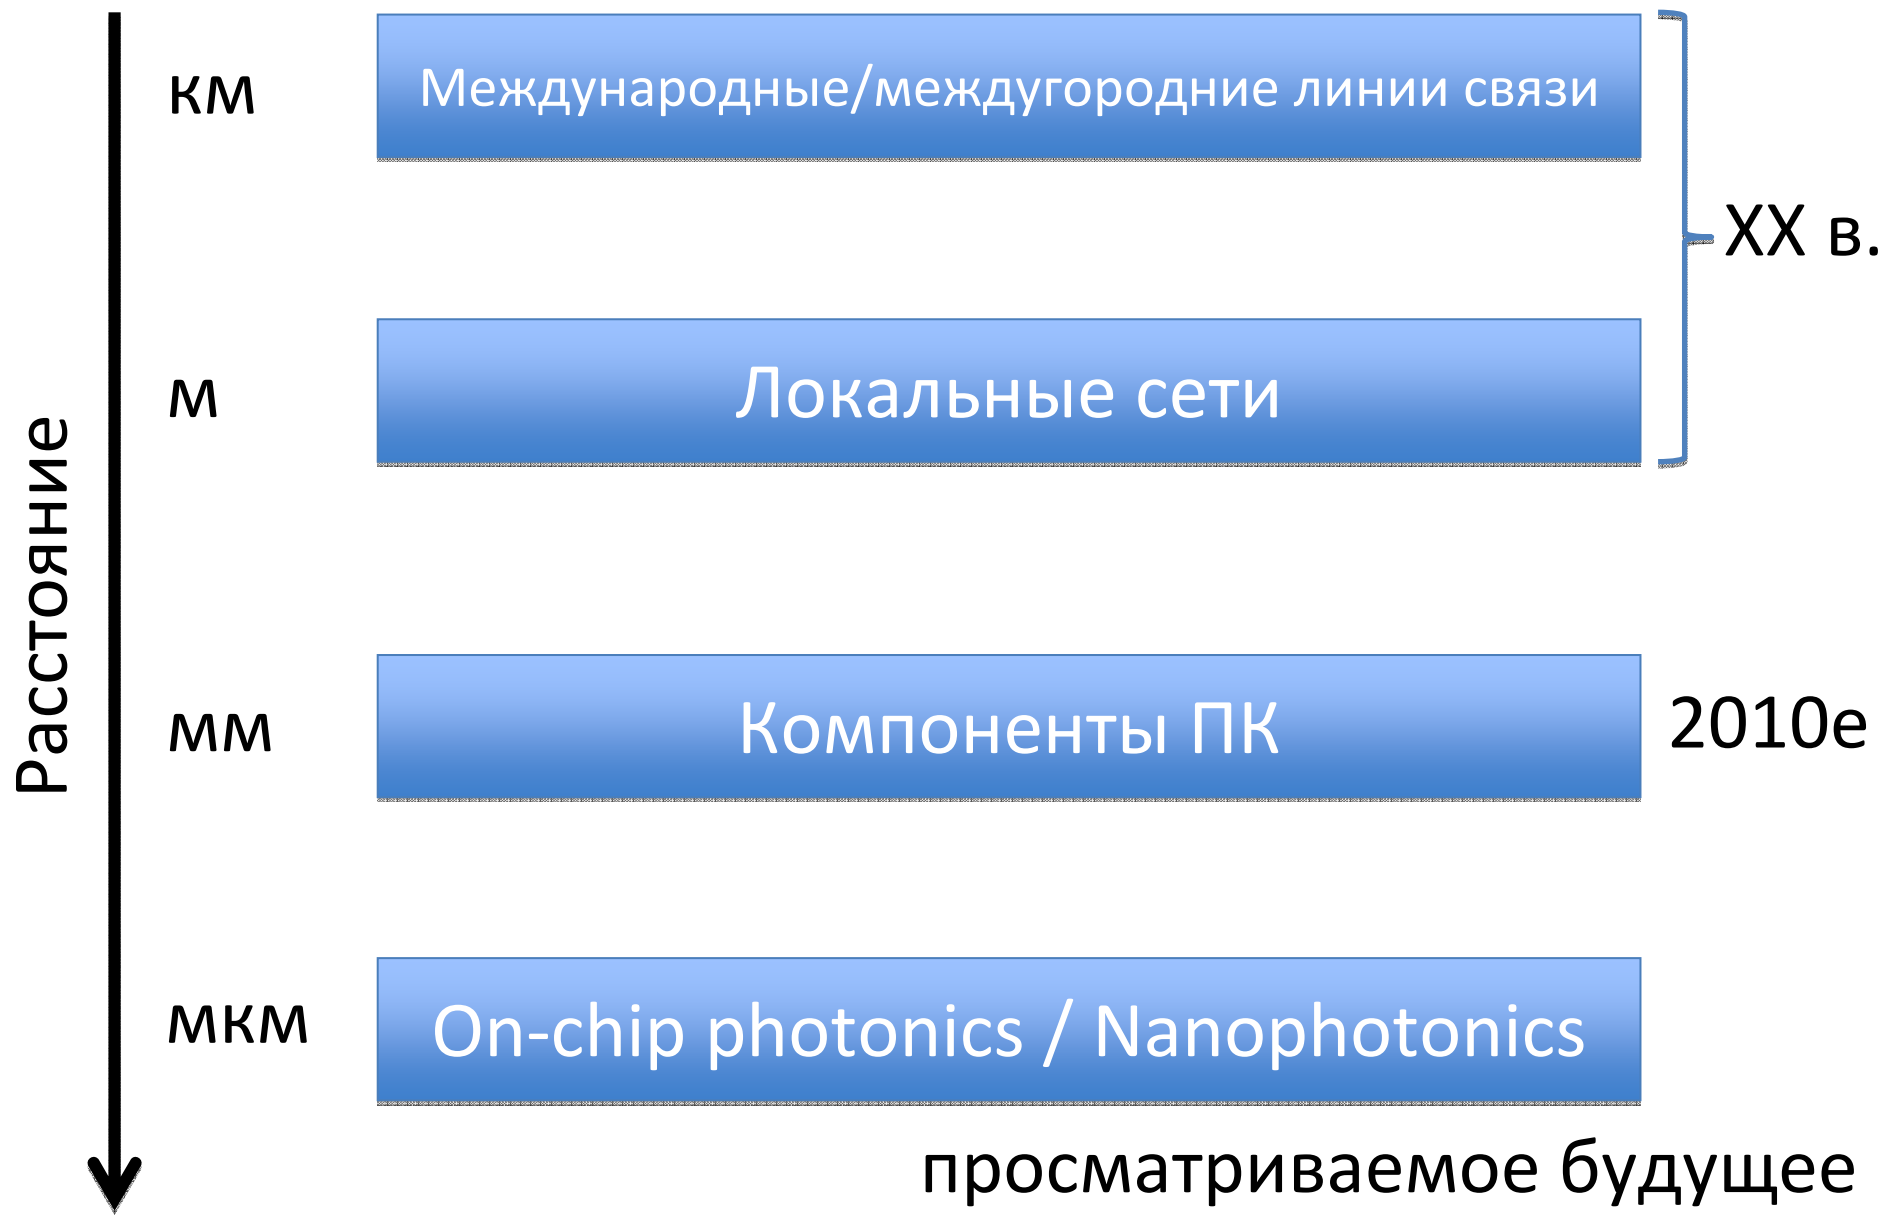 км
Международные/междугородние линии связи
XX в.
м
Локальные сети
Расстояние
мм
Компоненты ПК
2010е
мкм
On-chip photonics / Nanophotonics
просматриваемое будущее